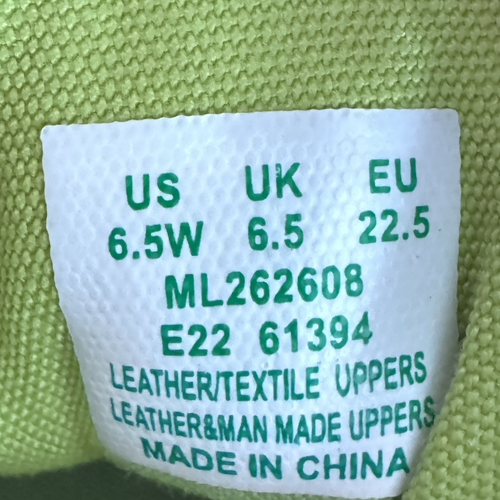 US UK EU
6.5W 6.5 22.5
ML262608
E22 61394
LEATHER/TEXTILE UPPERS
LEATHER&MAN MADE UPPERS
MADE IN CHINA